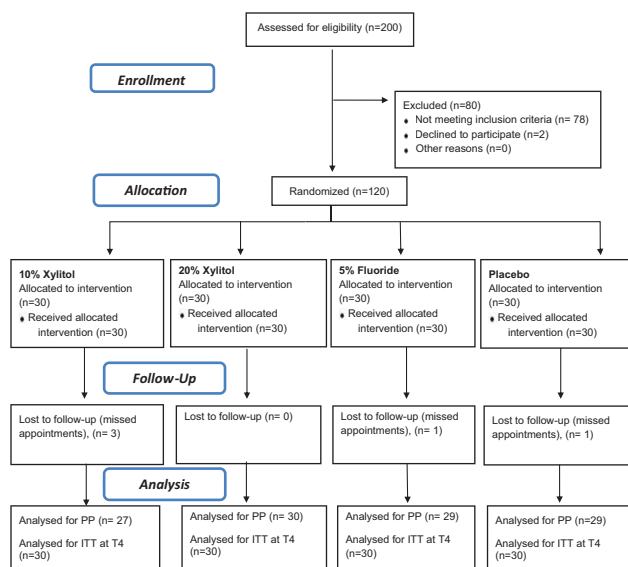 Assessed for eligibility (n=200)
Enrollment
Excluded (n=80)
Not meeting inclusion criteria (n= 78)
Declined to participate (n=2)
Other reasons (n=0)
Allocation
Randomized (n=120)
10% Xylitol
Allocated to intervention
(n=30)
Received allocated
intervention (n=30)
20% Xylitol
Allocated to intervention
(n=30)
Received allocated
intervention (n=30)
5% Fluoride
Allocated to intervention
(n=30)
Received allocated
intervention (n=30)
Placebo
Allocated to intervention
(n=30)
Received allocated
intervention (n=30)
Follow-Up
Lost to follow-up (missed
appointments), (n= 3)
Lost to follow-up (n= 0)
Lost to follow-up (missed
appointments), (n= 1)
Lost to follow-up (missed
appointments), (n= 1)
Analysis
Analysed for PP (n= 27)
Analysed for ITT at T4
(n=30)
Analysed for PP (n= 30)
Analysed for ITT at T4
(n=30)
Analysed for PP (n= 29)
Analysed for ITT at T4
(n=30)
Analysed for PP (n=29)
Analysed for ITT at T4
(n=30)